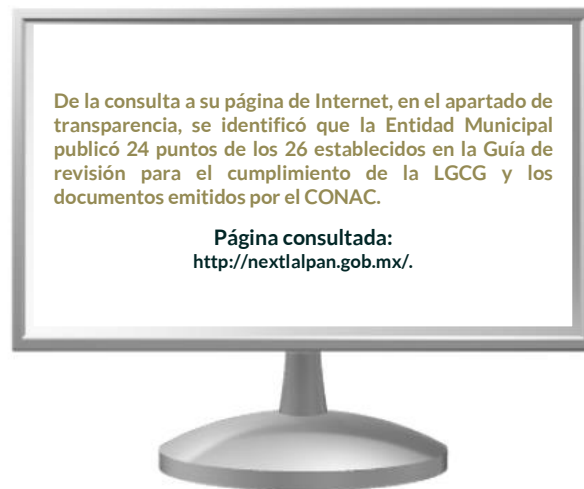 De la consulta a su página de Internet, en el apartado de
transparencia, se identificó que la Entidad Municipal
publicó 24 puntos de los 26 establecidos en la Guía de
revisión para el cumplimiento de la LGCG y los
documentos emitidos por el CONAC.
Página consultada:
http://nextlalpan.gob.mx/.